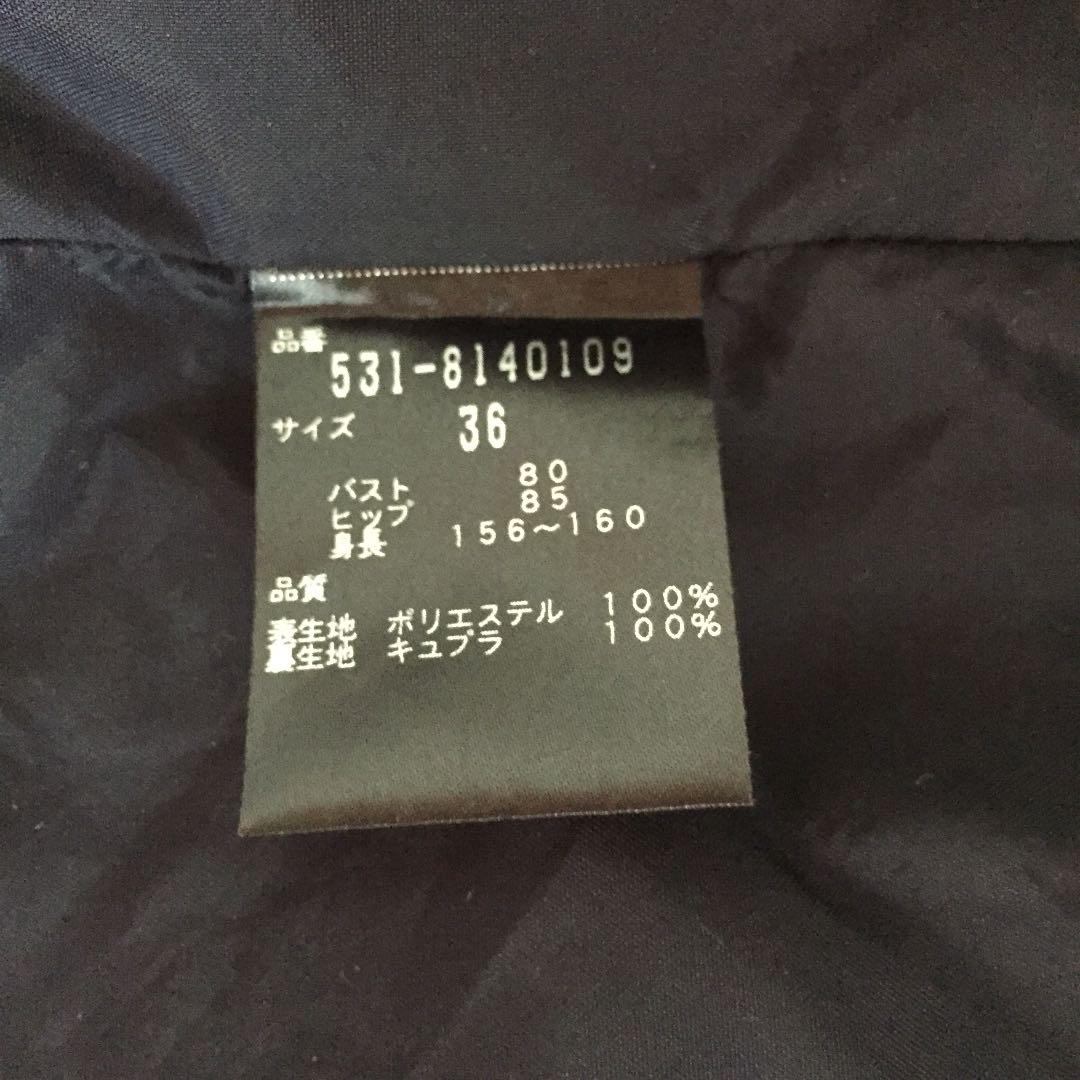 品番
531-8140109
サイズ 36
バスト 80
ヒップ 85
身長 156～160
品質
表生地 ポリエステル 100%
裏生地 キュプラ 100%